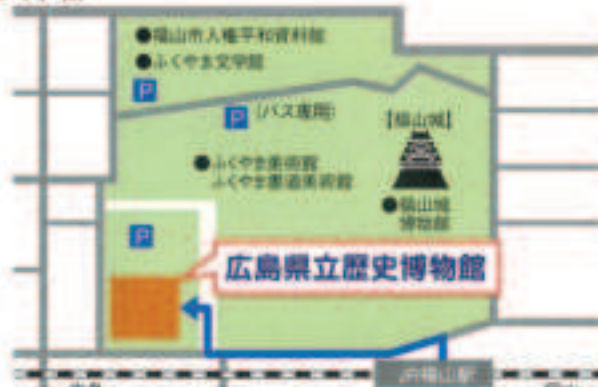 ●福山市人権平和資料館
●ふくやま文学館
P
P (バス専用)
【福山城】
●ふくやま美術館
ふくやま書道美術館
●福山城
博物館
P
広島県立歴史博物館
JR福山駅